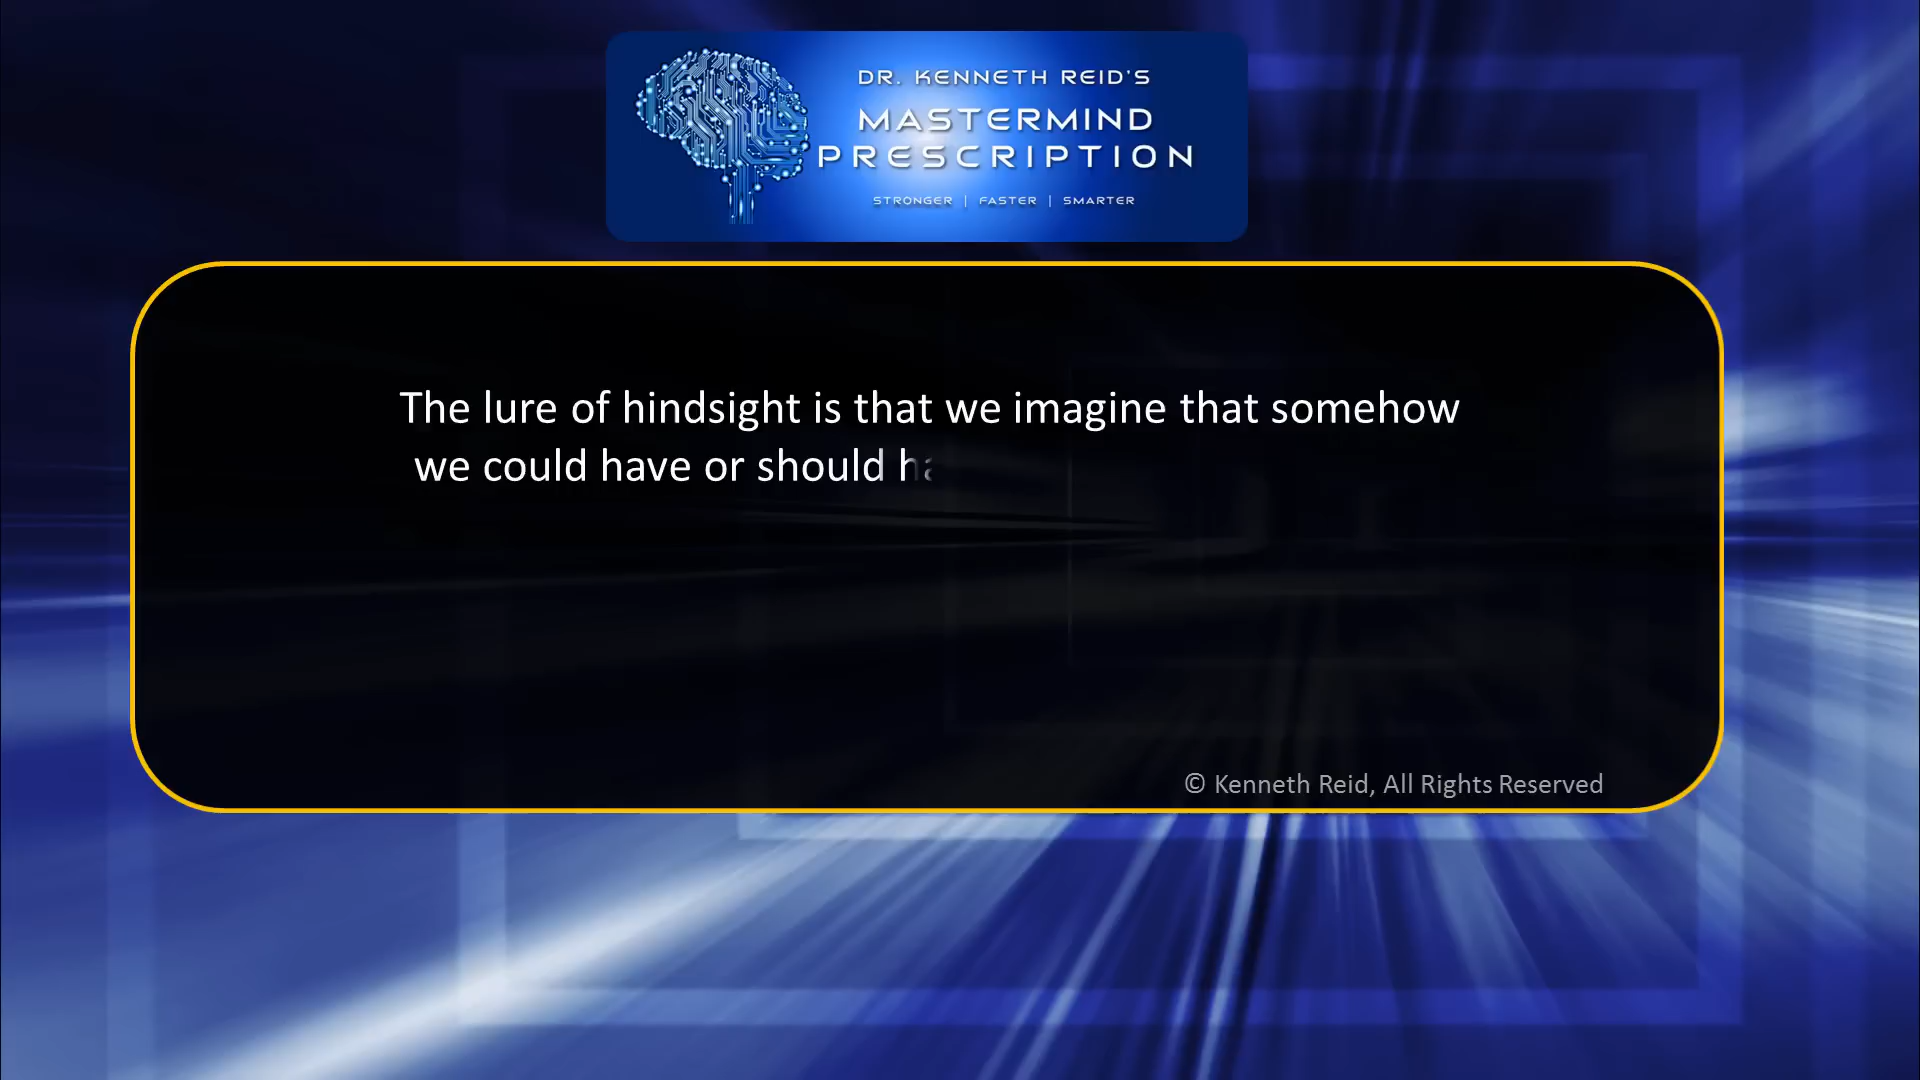 DR. KENNETH REID'S
MASTERMIND
PRESCRIPTION
STRONGER | FASTER | SMARTER
The lure of hindsight is that we imagine that somehow
we could have or should ha
© Kenneth Reid, All Rights Reserved